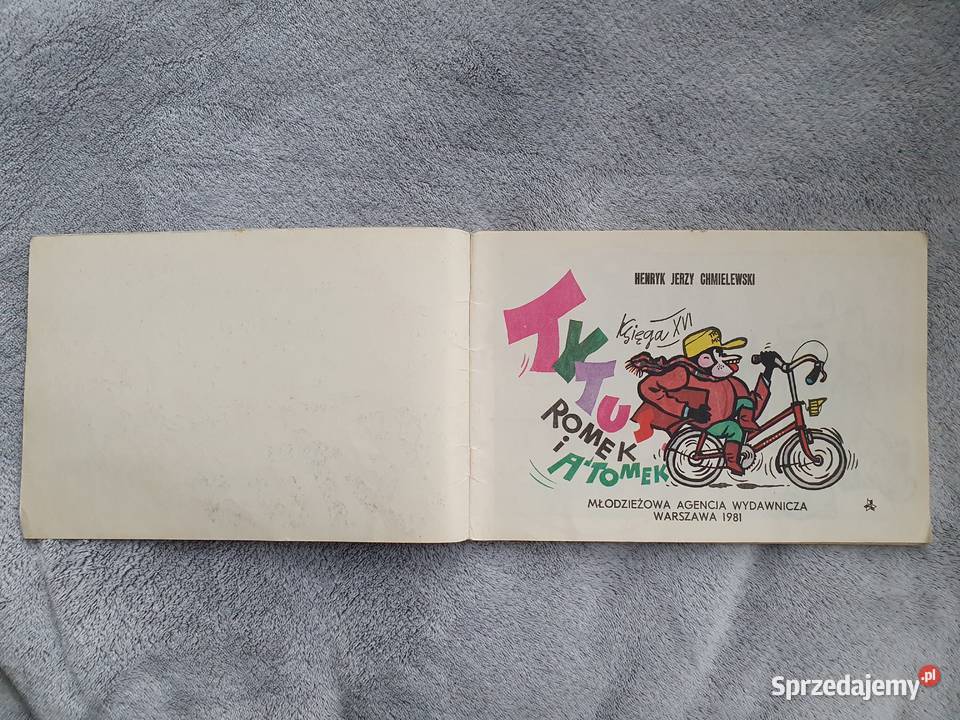 HENRYK JERZY CHMIELEWSKI
Księga XVI
TYTUS,
ROMEK
i A'TOMEK
MŁODZIEŻOWA AGENCJA WYDAWNICZA
WARSZAWA 1981
Sprzedajemy.pl